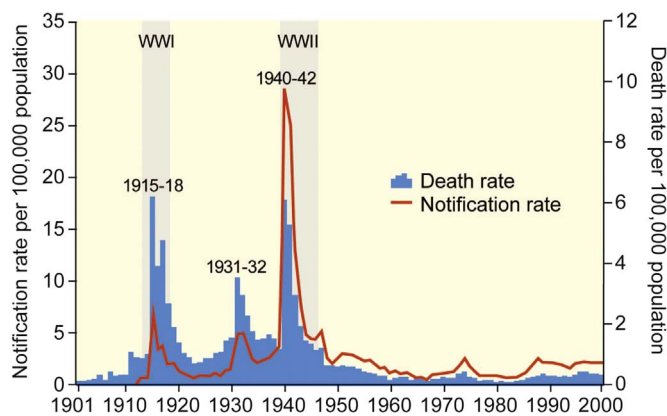 Notification rate per 100,000 population
35
30
25
20
15
10
5
0
WWI
WWII
1940-42
1915-18
1931-32
Death rate
Notification rate
12
10
8
6
4
2
0
Death rate per 100,000
population
1901 1910 1920 1930 1940 1950 1960 1970 1980 1990 2000